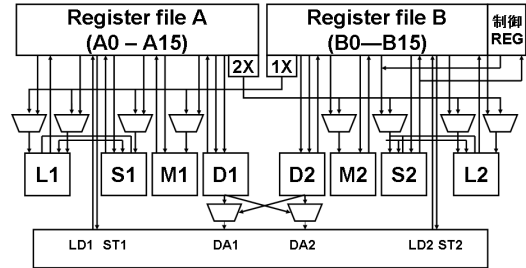 Register file A
(A0 – A15)
2X
Register file B
(B0—B15)
1X
制御
REG
L1 S1 M1 D1 D2 M2 S2 L2
LD1 ST1 DA1 DA2 LD2 ST2